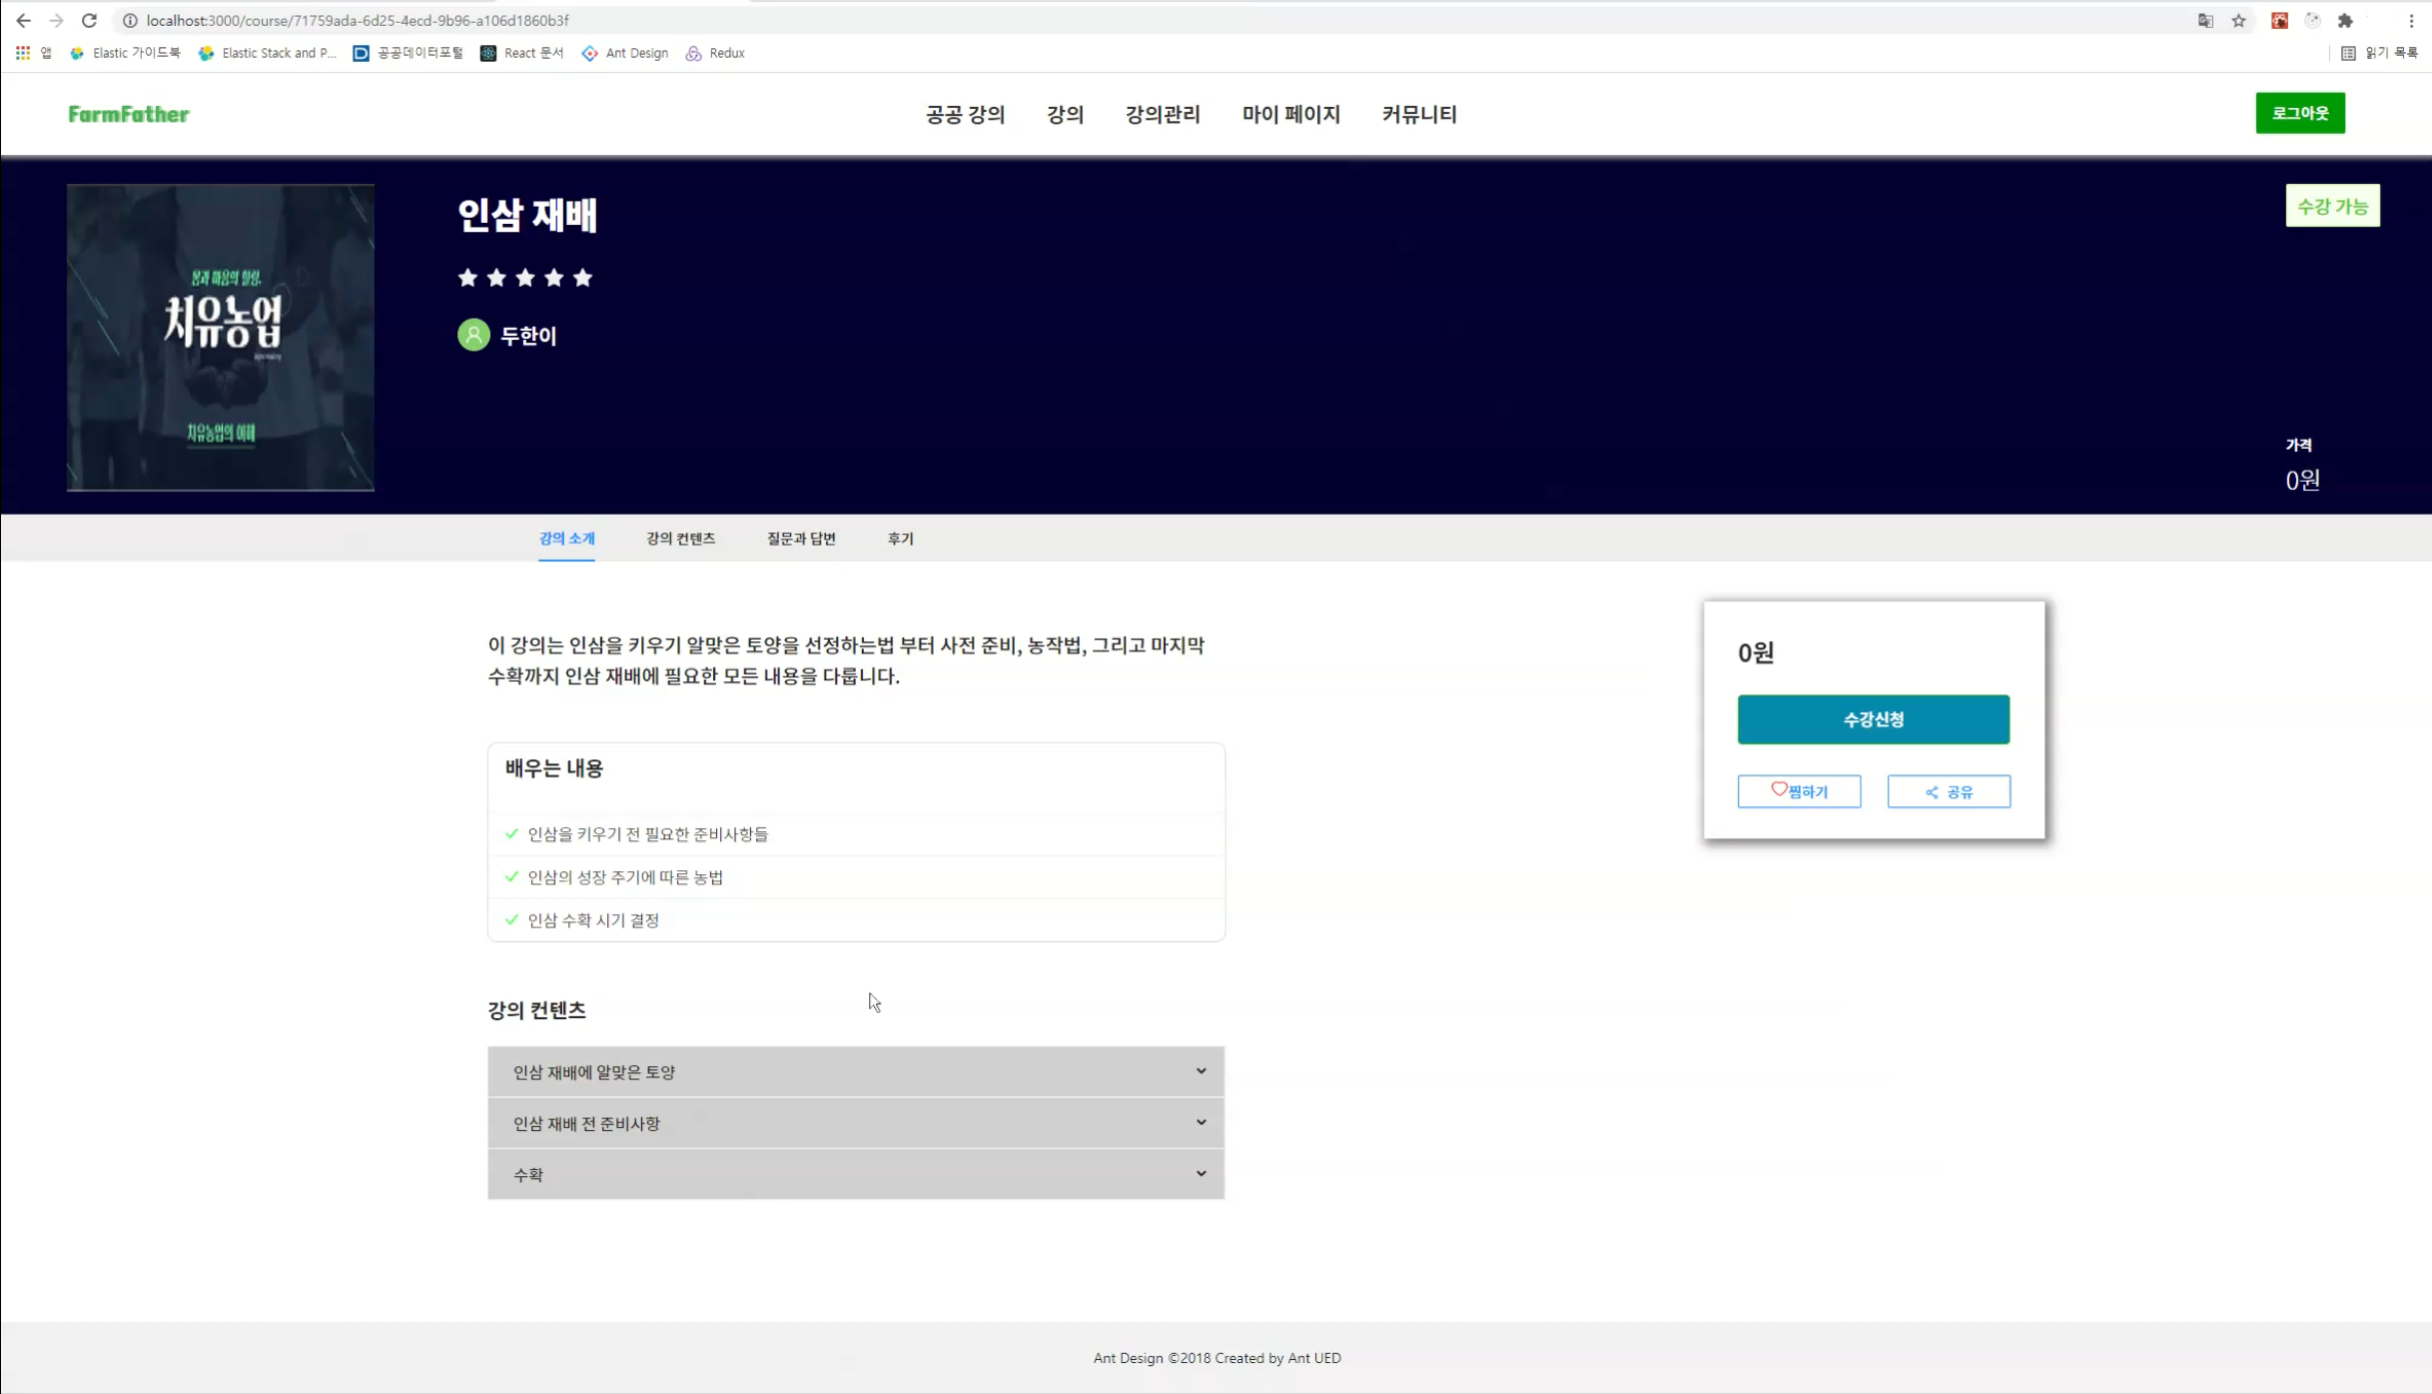 localhost:3000/course/71759ada-6d25-4ecd-9b96-a106d1860b3f
앱 Elastic 가이드북 Elastic Stack and P... 공공데이터포털 React 문서 Ant Design Redux 읽기 목록
FarmFather 공공 강의 강의 강의관리 마이 페이지 커뮤니티 로그아웃
인삼 재배
수강 가능
두한이
몸과 마음의 힐링,
치유농업
치유농업의 이해
가격
0원
강의 소개 강의 컨텐츠 질문과 답변 후기
이 강의는 인삼을 키우기 알맞은 토양을 선정하는법 부터 사전 준비, 농작법, 그리고 마지막
수확까지 인삼 재배에 필요한 모든 내용을 다룹니다.
0원
수강신청
찜하기 공유
배우는 내용
인삼을 키우기 전 필요한 준비사항들
인삼의 성장 주기에 따른 농법
인삼 수확 시기 결정
강의 컨텐츠
인삼 재배에 알맞은 토양
인삼 재배 전 준비사항
수확
Ant Design ©2018 Created by Ant UED